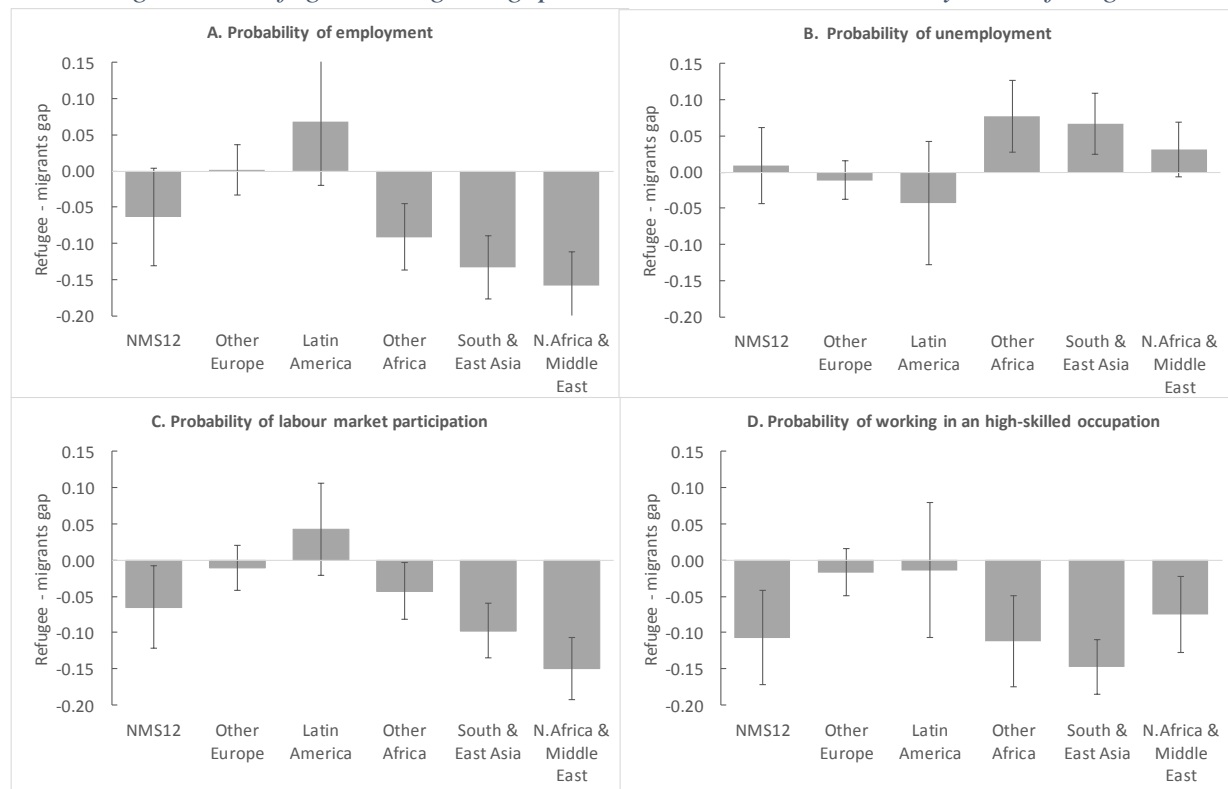 A. Probability of employment
Refugee - migrants gap
0.15
0.10
0.05
0.00
-0.05
-0.10
-0.15
-0.20
NMS12
Other
Europe
Latin
America
Other
Africa
South &
East Asia
N.Africa &
Middle
East
B. Probability of unemployment
Refugee - migrants gap
0.15
0.10
0.05
0.00
-0.05
-0.10
-0.15
-0.20
NMS12
Other
Europe
Latin
America
Other
Africa
South &
East Asia
N.Africa &
Middle
East
C. Probability of labour market participation
Refugee - migrants gap
0.15
0.10
0.05
0.00
-0.05
-0.10
-0.15
-0.20
NMS12
Other
Europe
Latin
America
Other
Africa
South &
East Asia
N.Africa &
Middle
East
D. Probability of working in an high-skilled occupation
Refugee - migrants gap
0.15
0.10
0.05
0.00
-0.05
-0.10
-0.15
-0.20
NMS12
Other
Europe
Latin
America
Other
Africa
South &
East Asia
N.Africa &
Middle
East